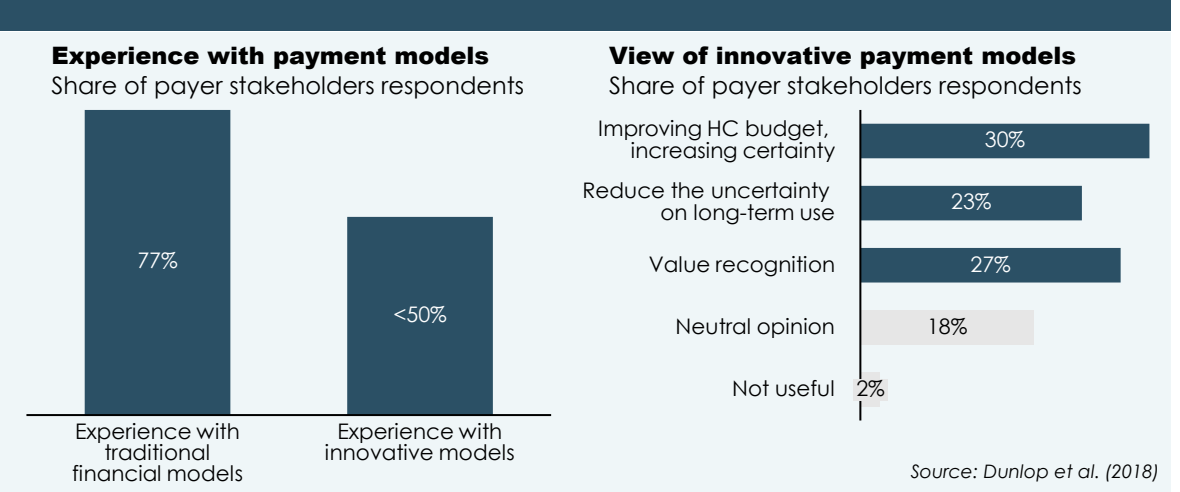 Experience with payment models
Share of payer stakeholders respondents
77%
<50%
Experience with
traditional
financial models
Experience with
innovative models
View of innovative payment models
Share of payer stakeholders respondents
Improving HC budget,
increasing certainty
30%
Reduce the uncertainty
on long-term use
23%
Value recognition
27%
Neutral opinion
18%
Not useful
2%
Source: Dunlop et al. (2018)